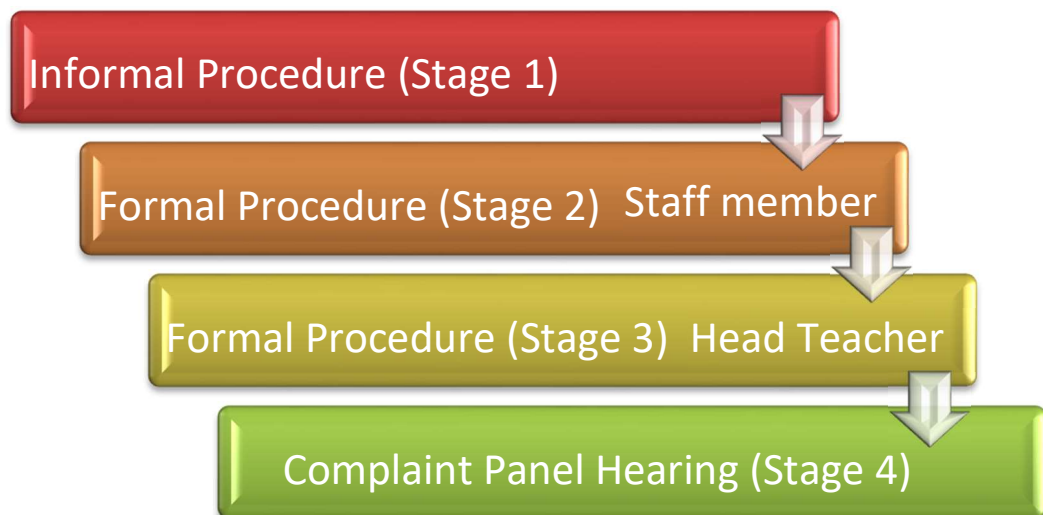 Informal Procedure (Stage 1)
Formal Procedure (Stage 2) Staff member
Formal Procedure (Stage 3) Head Teacher
Complaint Panel Hearing (Stage 4)